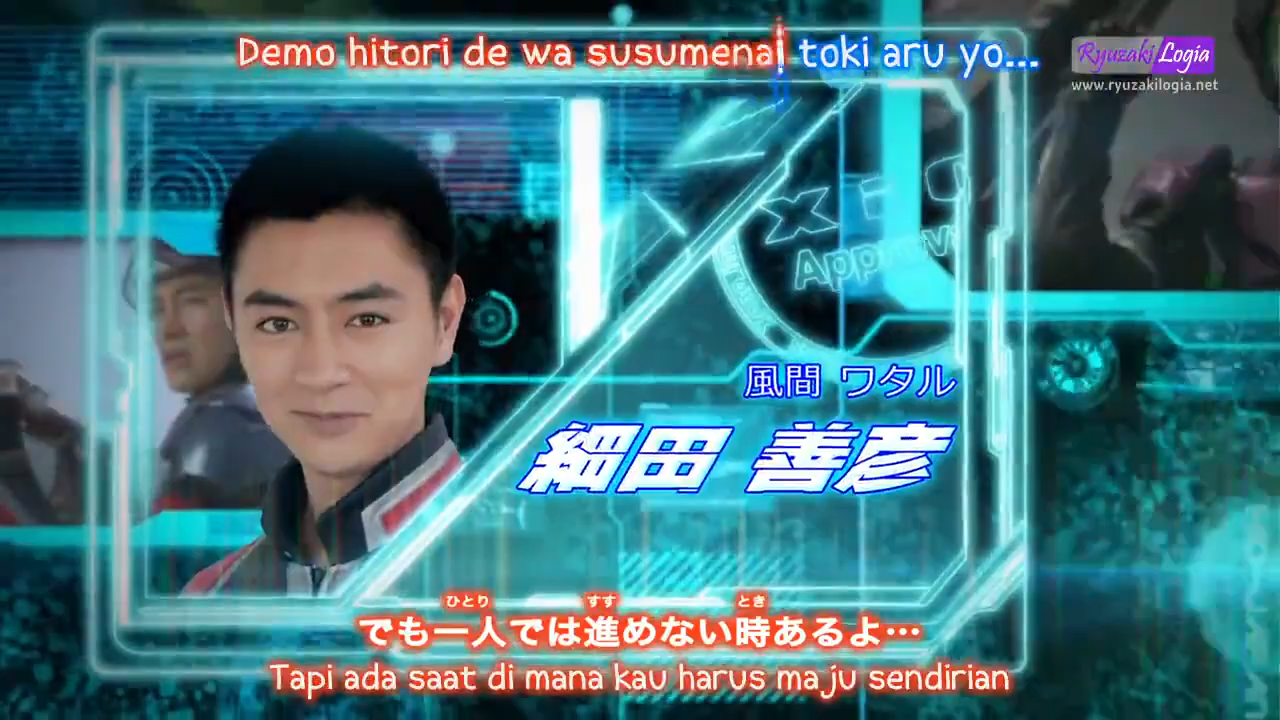 Demo hitori de wa susumenai toki aru yo...
Ryuzaki Logia
www.ryuzakilogia.net
風間 ワタル
細田 善彦
ひとり すす とき
でも一人では進めない時あるよ…
Tapi ada saat di mana kau harus maju sendirian